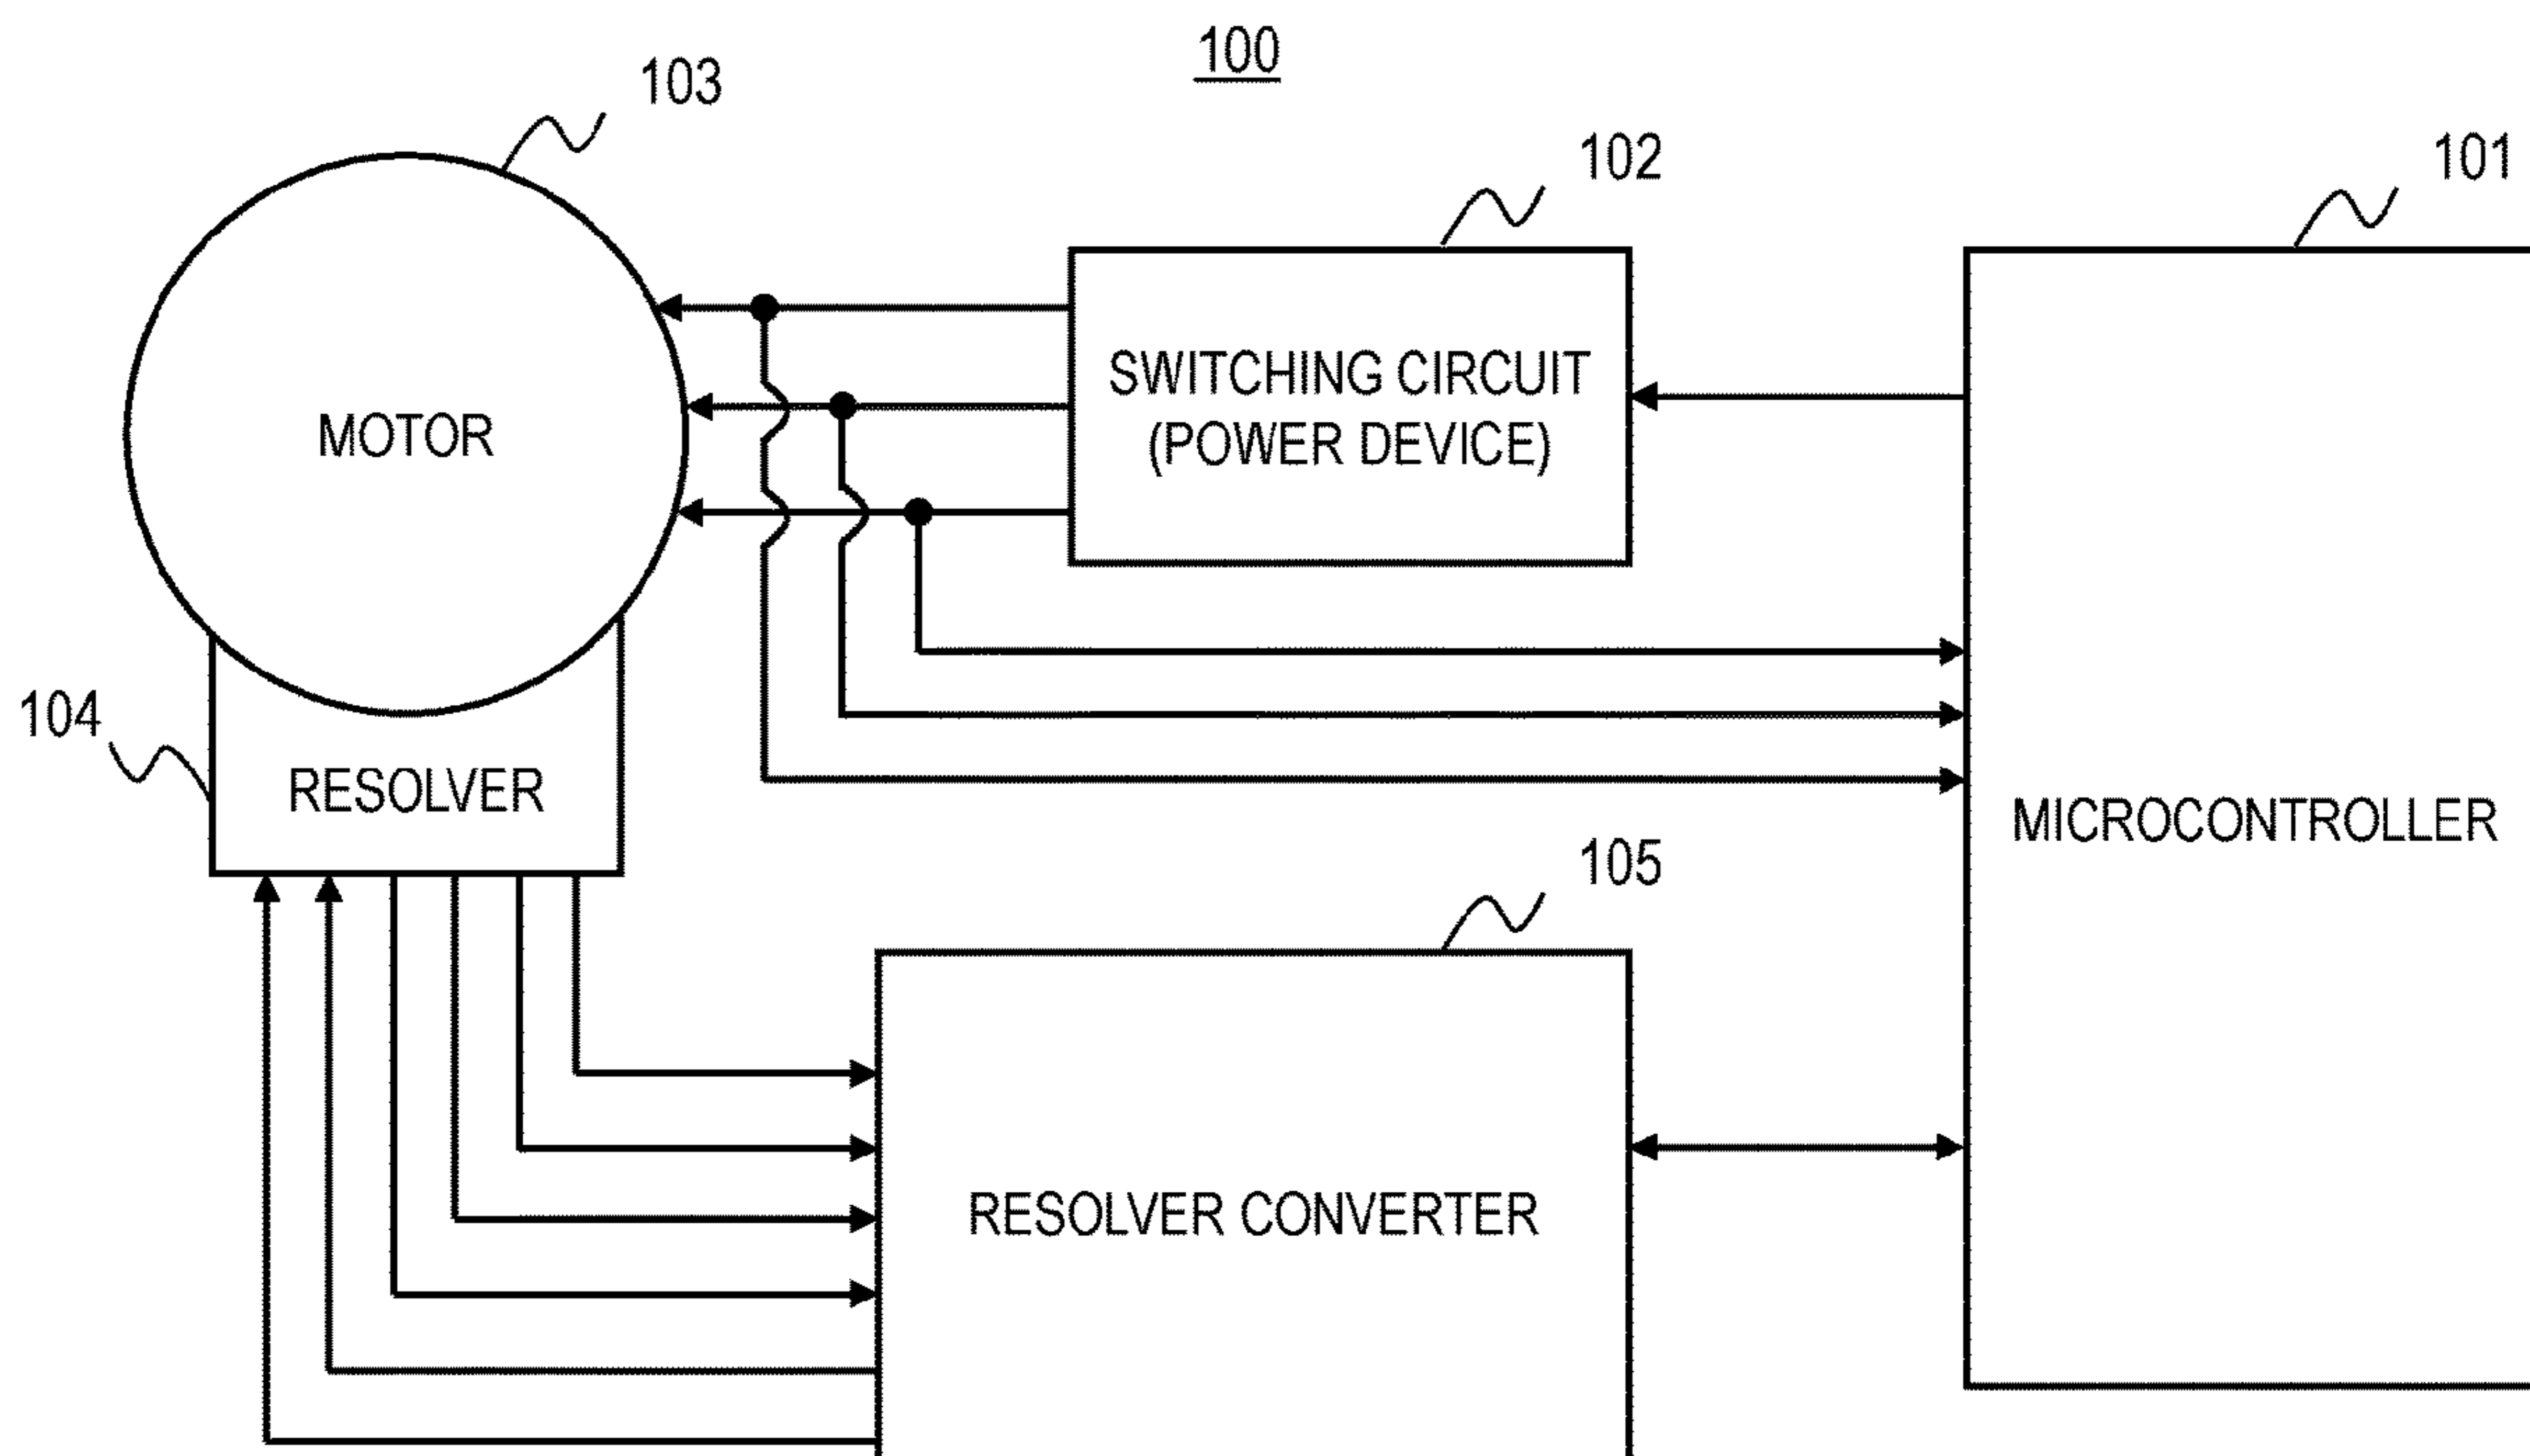 100
103
102
101
SWITCHING CIRCUIT
(POWER DEVICE)
MOTOR
104
RESOLVER
MICROCONTROLLER
105
RESOLVER CONVERTER